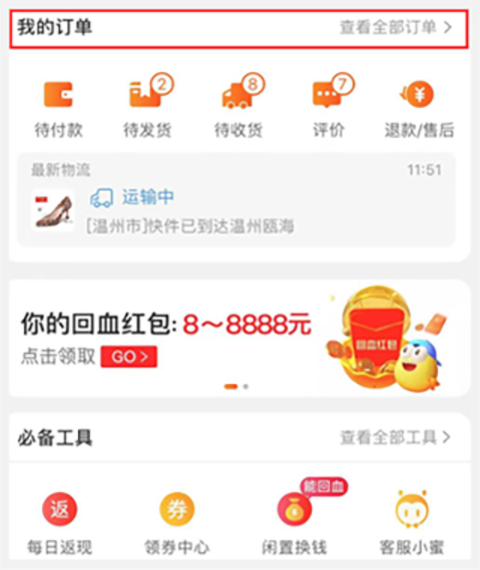 我的订单 查看全部订单 >
2 8 7
待付款 待发货 待收货 评价 退款/售后
最新物流 11:51
运输中
[温州市]快件已到达温州瓯海
你的回血红包: 8～8888元
点击领取 GO >
回血红包
必备工具 查看全部工具 >
能回血
返 券
每日返现 领券中心 闲置换钱 客服小蜜